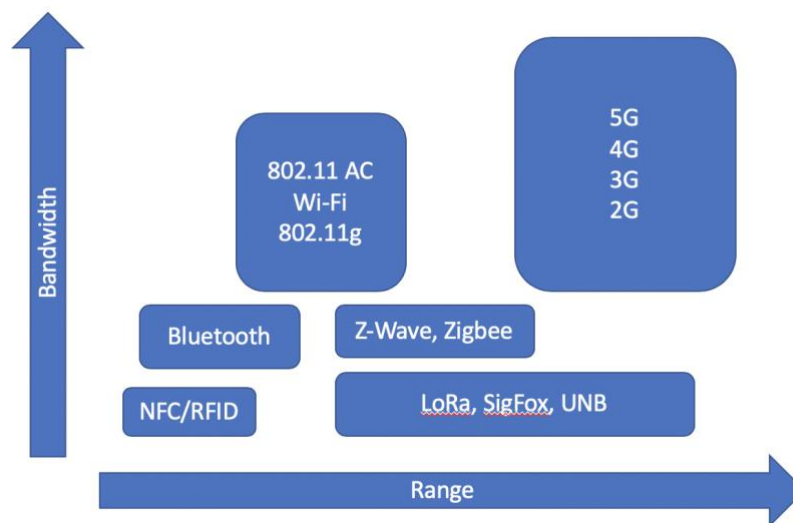 Bandwidth
5G
4G
3G
2G
802.11 AC
Wi-Fi
802.11g
Bluetooth
Z-Wave, Zigbee
NFC/RFID
LoRa, SigFox, UNB
Range